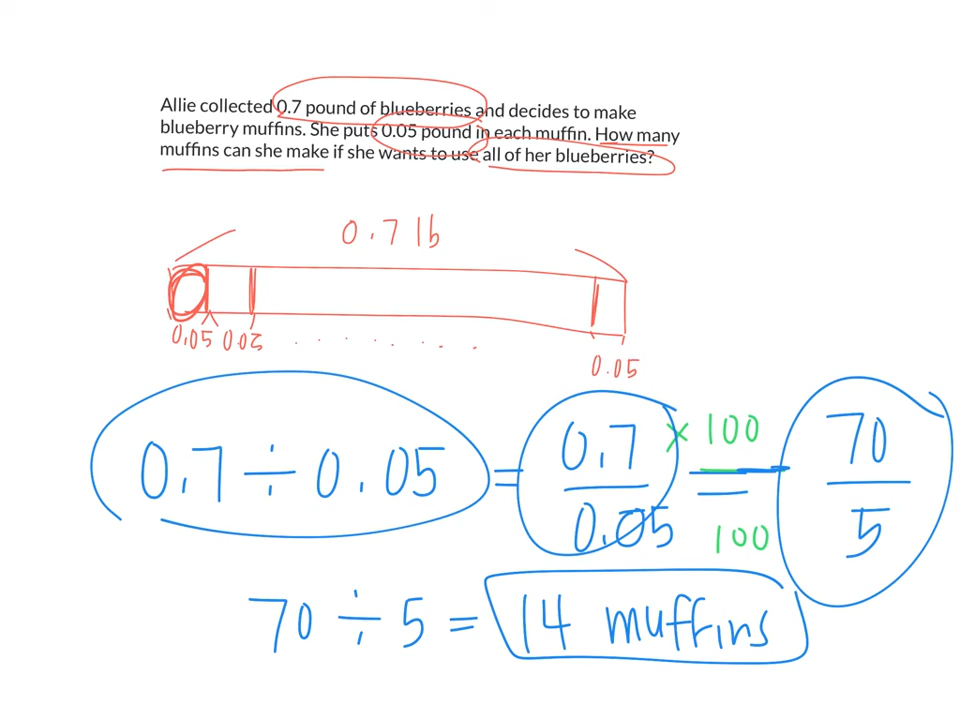 Allie collected 0.7 pound of blueberries and decides to make
blueberry muffins. She puts 0.05 pound in each muffin. How many
muffins can she make if she wants to use all of her blueberries?
0.7 lb
0.05 0.05 . . . . . . . . 0.05
0.7 ÷ 0.05 = 0.7/0.05 × 100/100 = 70/5
70 ÷ 5 = 14 muffins